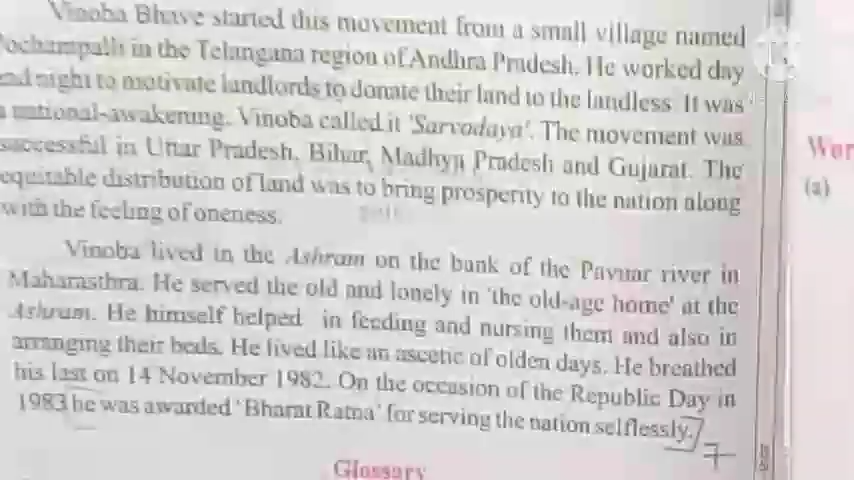 Vinoba Bhave started this movement from a small village named
Pochampalli in the Telangana region of Andhra Pradesh. He worked day
and night to motivate landlords to donate their land to the landless. It was
a national-awakening. Vinoba called it 'Sarvodaya'. The movement was
successful in Uttar Pradesh, Bihar, Madhya Pradesh and Gujarat. The
equitable distribution of land was to bring prosperity to the nation along
with the feeling of oneness.
Vinoba lived in the Ashram on the bank of the Pavnar river in
Maharasthra. He served the old and lonely in 'the old-age home' at the
Ashram. He himself helped in feeding and nursing them and also in
arranging their beds. He lived like an ascetic of olden days. He breathed
his last on 14 November 1982. On the occasion of the Republic Day in
1983 he was awarded 'Bharat Ratna' for serving the nation selflessly.
7
Glossary
(a)